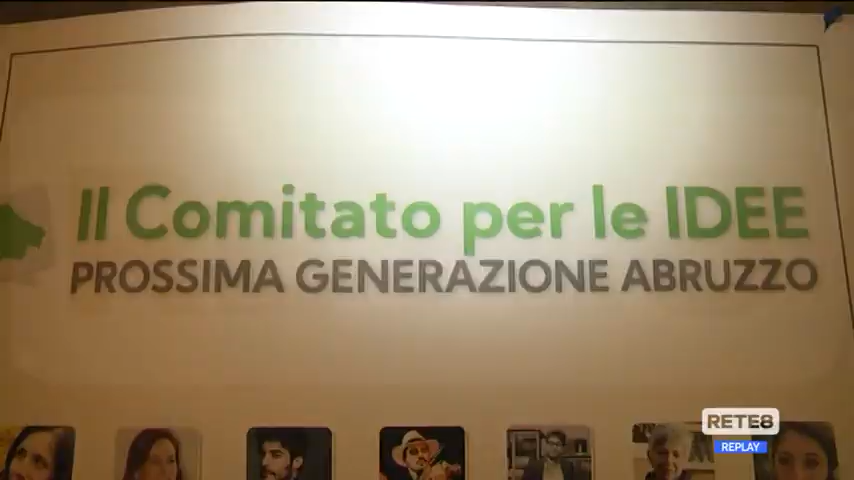 Il Comitato per le IDEE
PROSSIMA GENERAZIONE ABRUZZO
RETE8
REPLAY